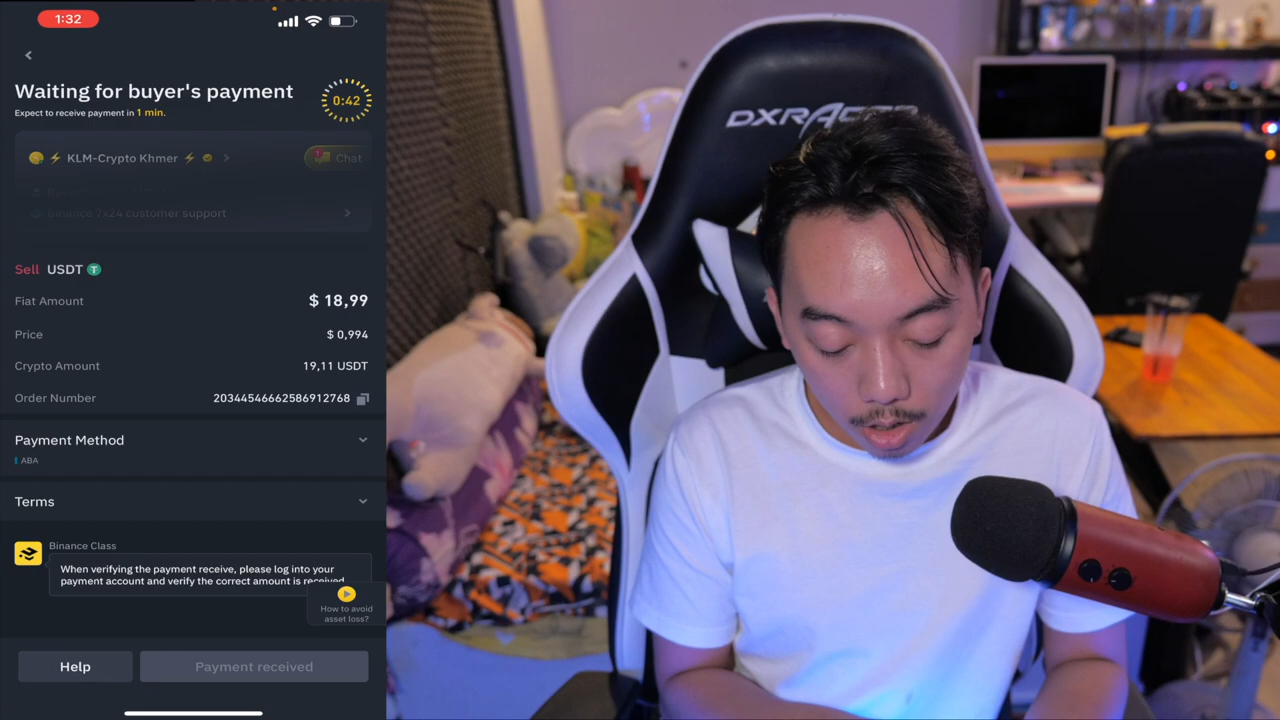 1:32
Waiting for buyer's payment
Expect to receive payment in 1 min.
0:42
⚡ KLM-Crypto Khmer ⚡
Chat
Binance 7x24 customer support
Sell USDT
Fiat Amount
$ 18,99
Price
$ 0,994
Crypto Amount
19,11 USDT
Order Number
20344546662586912768
Payment Method
ABA
Terms
Binance Class
When verifying the payment receive, please log into your
payment account and verify the correct amount is received
How to avoid
asset loss?
Help
Payment received
DXRACER